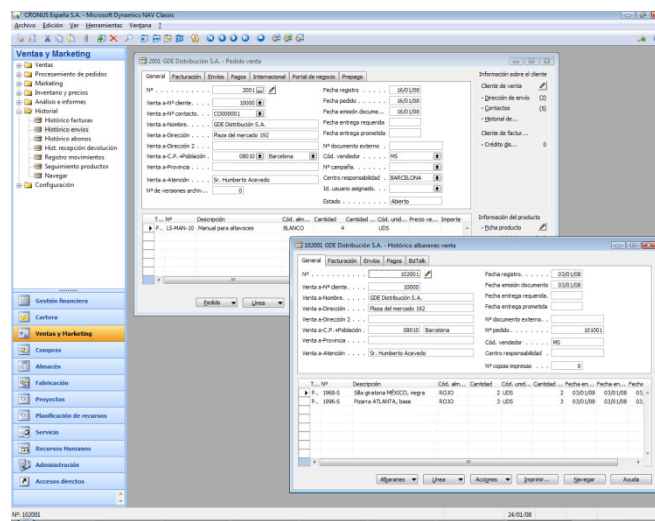 CRONUS España S.A. - Microsoft Dynamics NAV Classic
Archivo Edición Ver Herramientas Ventana ?
Ventas y Marketing
Ventas
Procesamiento de pedidos
Marketing
Inventario y precios
Análisis e informes
Historial
Histórico facturas
Histórico envíos
Histórico abonos
Hist. recepción devolución
Registro movimientos
Seguimiento productos
Navegar
Configuración
Gestión financiera
Cartera
Ventas y Marketing
Compras
Almacén
Fabricación
Proyectos
Planificación de recursos
Servicio
Recursos Humanos
Administración
Accesos directos
2001 GDE Distribución S.A. - Pedido venta
General Facturación Envíos Pagos Internacional Portal de negocio Prepago
Nº 2001 Fecha registro 16/01/08
Fecha pedido 16/01/08
Venta a-Nº cliente 10000 Fecha emisión docume... 16/01/08
Venta a-Nº contacto CO000001 Fecha entrega requerida
Venta a-Nombre GDE Distribución S.A. Fecha entrega prometida
Venta a-Dirección Plaza del mercado 192
Venta a-Dirección 2 Nº documento externo
Venta a-C.P. +Población 08010 Barcelona Cód. vendedor MS
Venta a-Provincia Nº campaña
Venta a-Atención Sr. Humberto Acevedo Centro responsabilidad BARCELONA
Nº de versiones archiv... 0 Id. usuario asignado
Estado Abierto
Información sobre el cliente
Cliente de venta
Dirección de envío (2)
Contactos (5)
Historial de...
Cliente de factur...
Crédito dis... 0
Información del producto
Ficha producto
T... Nº Descripción Cód. alm... Cantidad Cantidad ... Cód. unid... Precio ve... Importe
P... LS-MAN-10 Manual para altavoces BLANCO 4 UDS
Pedido Línea
102001 GDE Distribución S.A. - Histórico albaranes venta
General Facturación Envíos Pagos BizTalk
Nº 102001 Fecha registro 03/01/08
Venta a-Nº cliente 10000 Fecha emisión documento 03/01/08
Venta a-Nombre GDE Distribución S.A. Fecha entrega requerida
Venta a-Dirección Plaza del mercado 192 Fecha entrega prometida
Venta a-Dirección 2 Nº documento externo
Venta a-C.P. +Población 08010 Barcelona Nº pedido 101001
Venta a-Provincia Cód. vendedor MS
Venta a-Atención Sr. Humberto Acevedo Centro responsabilidad
Nº copias impresas 0
T... Nº Descripción Cód. alm... Cantidad Cód. unid... Cantidad ... Fecha en... Fecha en... Fecha
P... 1968-S Silla giratoria MÉXICO, negra ROJO 2 UDS 2 03/01/08 03/01/08 03,
P... 1996-S Pizarra ATLANTA, base ROJO 3 UDS 3 03/01/08 03/01/08 03,
Albaranes Línea Acciones Imprimir... Navegar Ayuda
Nº: 102001 24/01/08